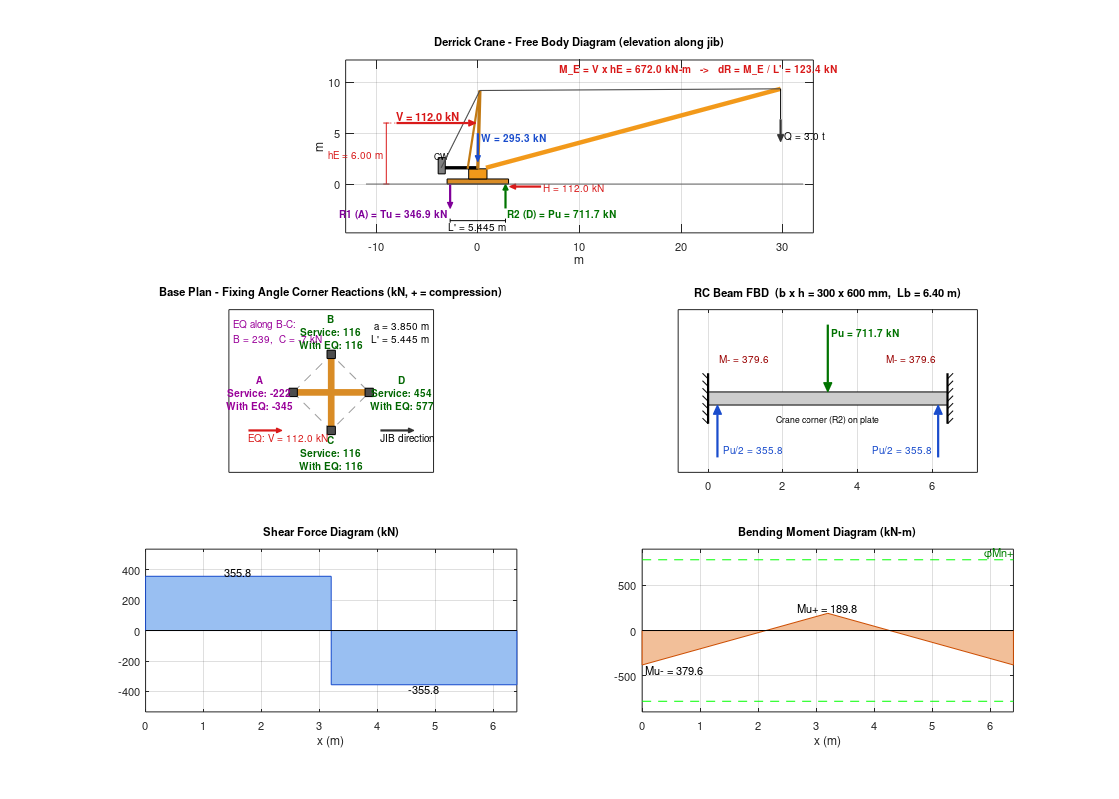 Derrick Crane - Free Body Diagram (elevation along jib)
M_E = V x hE = 672.0 kN-m -> dR = M_E / L' = 123.4 kN
10
V = 112.0 kN
5
W = 295.3 kN
Q = 3.0 t
m
hE = 6.00 m
CW
0
H = 112.0 kN
R1 (A) = Tu = 346.9 kN
R2 (D) = Pu = 711.7 kN
L' = 5.445 m
-10
0
10
20
30
m
Base Plan - Fixing Angle Corner Reactions (kN, + = compression)
EQ along B-C:
B = 239, C = -7 kN
B
Service: 116
With EQ: 116
a = 3.850 m
L' = 5.445 m
A
Service: -222
With EQ: -345
D
Service: 454
With EQ: 577
EQ: V = 112.0 kN
JIB direction
C
Service: 116
With EQ: 116
RC Beam FBD (b x h = 300 x 600 mm, Lb = 6.40 m)
Pu = 711.7 kN
M- = 379.6
M- = 379.6
Crane corner (R2) on plate
Pu/2 = 355.8
Pu/2 = 355.8
0
2
4
6
Shear Force Diagram (kN)
400
200
0
-200
-400
355.8
-355.8
0
1
2
3
4
5
6
x (m)
Bending Moment Diagram (kN-m)
φMn+
500
0
-500
Mu+ = 189.8
Mu- = 379.6
0
1
2
3
4
5
6
x (m)